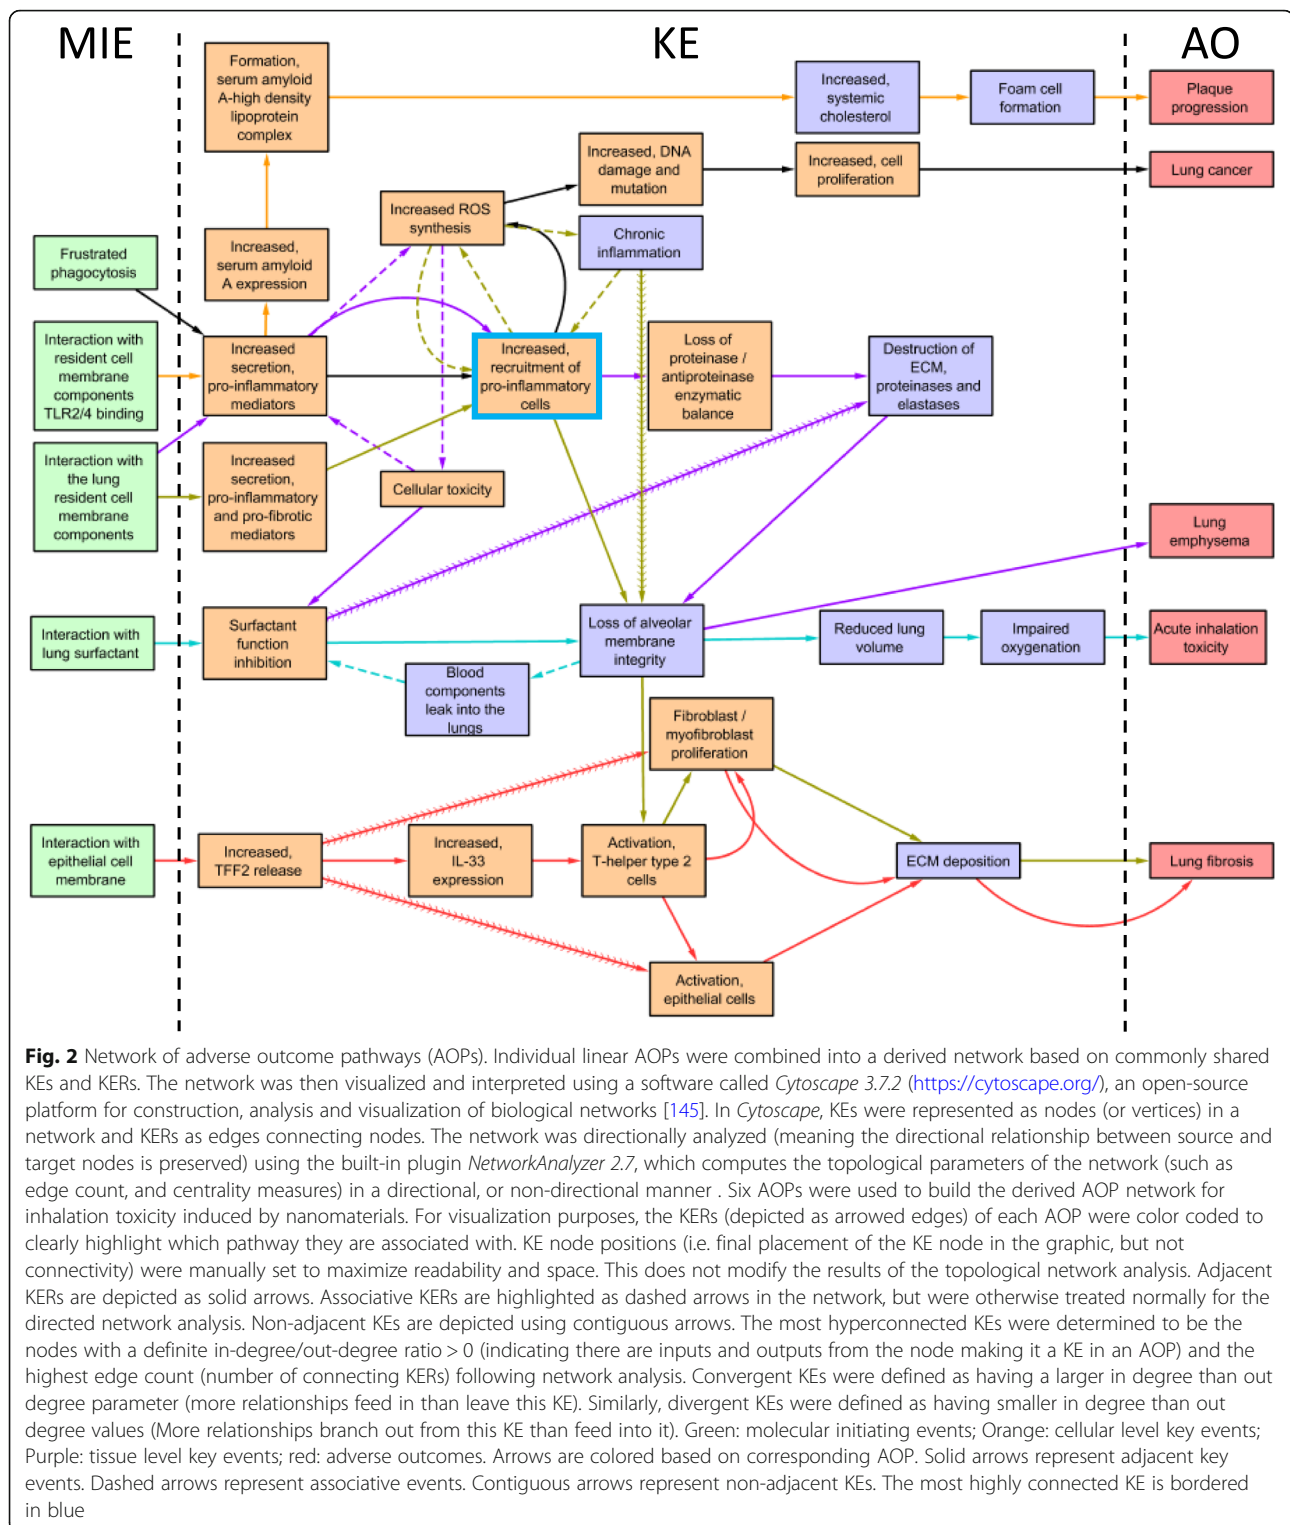 MIE
KE
AO
Formation,
serum amyloid
A-high density
lipoprotein
complex
Increased,
systemic
cholesterol
Foam cell
formation
Plaque
progression
Increased, DNA
damage and
mutation
Increased, cell
proliferation
Lung cancer
Increased ROS
synthesis
Chronic
inflammation
Frustrated
phagocytosis
Increased,
serum amyloid
A expression
Interaction with
resident cell
membrane
components
TLR2/4 binding
Increased
secretion,
pro-inflammatory
mediators
Increased,
recruitment of
pro-inflammatory
cells
Loss of
proteinase /
antiproteinase
enzymatic
balance
Destruction of
ECM,
proteinases and
elastases
Interaction with
the lung
resident cell
membrane
components
Increased
secretion,
pro-inflammatory
and pro-fibrotic
mediators
Cellular toxicity
Lung
emphysema
Interaction with
lung surfactant
Surfactant
function
inhibition
Loss of alveolar
membrane
integrity
Reduced lung
volume
Impaired
oxygenation
Acute inhalation
toxicity
Blood
components
leak into the
lungs
Fibroblast /
myofibroblast
proliferation
Interaction with
epithelial cell
membrane
Increased,
TFF2 release
Increased,
IL-33
expression
Activation,
T-helper type 2
cells
ECM deposition
Lung fibrosis
Activation,
epithelial cells
Fig. 2 Network of adverse outcome pathways (AOPs). Individual linear AOPs were combined into a derived network based on commonly shared
KEs and KERs. The network was then visualized and interpreted using a software called Cytoscape 3.7.2 (https://cytoscape.org/), an open-source
platform for construction, analysis and visualization of biological networks [145]. In Cytoscape, KEs were represented as nodes (or vertices) in a
network and KERs as edges connecting nodes. The network was directionally analyzed (meaning the directional relationship between source and
target nodes is preserved) using the built-in plugin NetworkAnalyzer 2.7, which computes the topological parameters of the network (such as
edge count, and centrality measures) in a directional, or non-directional manner . Six AOPs were used to build the derived AOP network for
inhalation toxicity induced by nanomaterials. For visualization purposes, the KERs (depicted as arrowed edges) of each AOP were color coded to
clearly highlight which pathway they are associated with. KE node positions (i.e. final placement of the KE node in the graphic, but not
connectivity) were manually set to maximize readability and space. This does not modify the results of the topological network analysis. Adjacent
KERs are depicted as solid arrows. Associative KERs are highlighted as dashed arrows in the network, but were otherwise treated normally for the
directed network analysis. Non-adjacent KEs are depicted using contiguous arrows. The most hyperconnected KEs were determined to be the
nodes with a definite in-degree/out-degree ratio > 0 (indicating there are inputs and outputs from the node making it a KE in an AOP) and the
highest edge count (number of connecting KERs) following network analysis. Convergent KEs were defined as having a larger in degree than out
degree parameter (more relationships feed in than leave this KE). Similarly, divergent KEs were defined as having smaller in degree than out
degree values (More relationships branch out from this KE than feed into it). Green: molecular initiating events; Orange: cellular level key events;
Purple: tissue level key events; red: adverse outcomes. Arrows are colored based on corresponding AOP. Solid arrows represent adjacent key
events. Dashed arrows represent associative events. Contiguous arrows represent non-adjacent KEs. The most highly connected KE is bordered
in blue